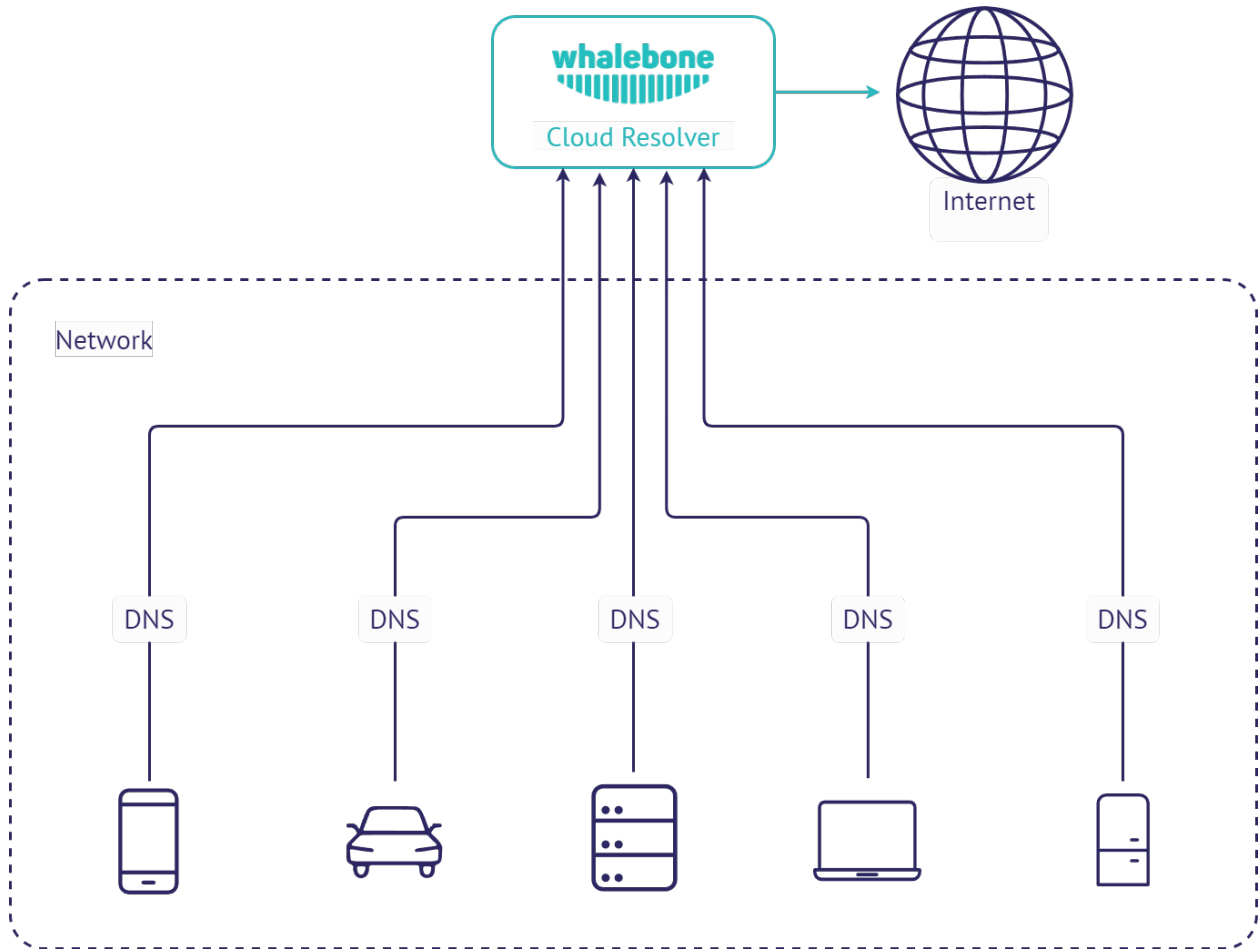 whalebone
Cloud Resolver
Internet
Network
DNS
DNS
DNS
DNS
DNS